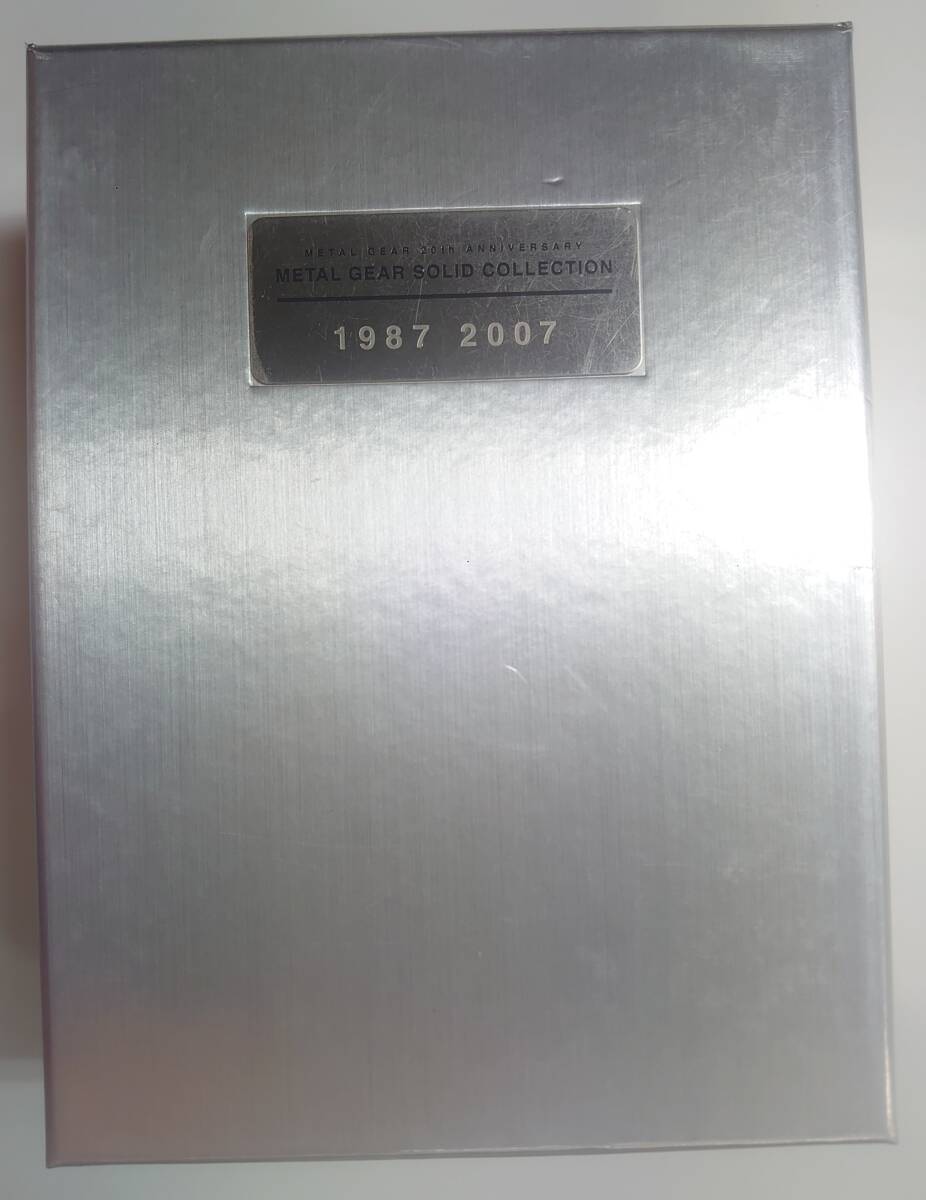 METAL GEAR 20th ANNIVERSARY
METAL GEAR SOLID COLLECTION
1987 2007